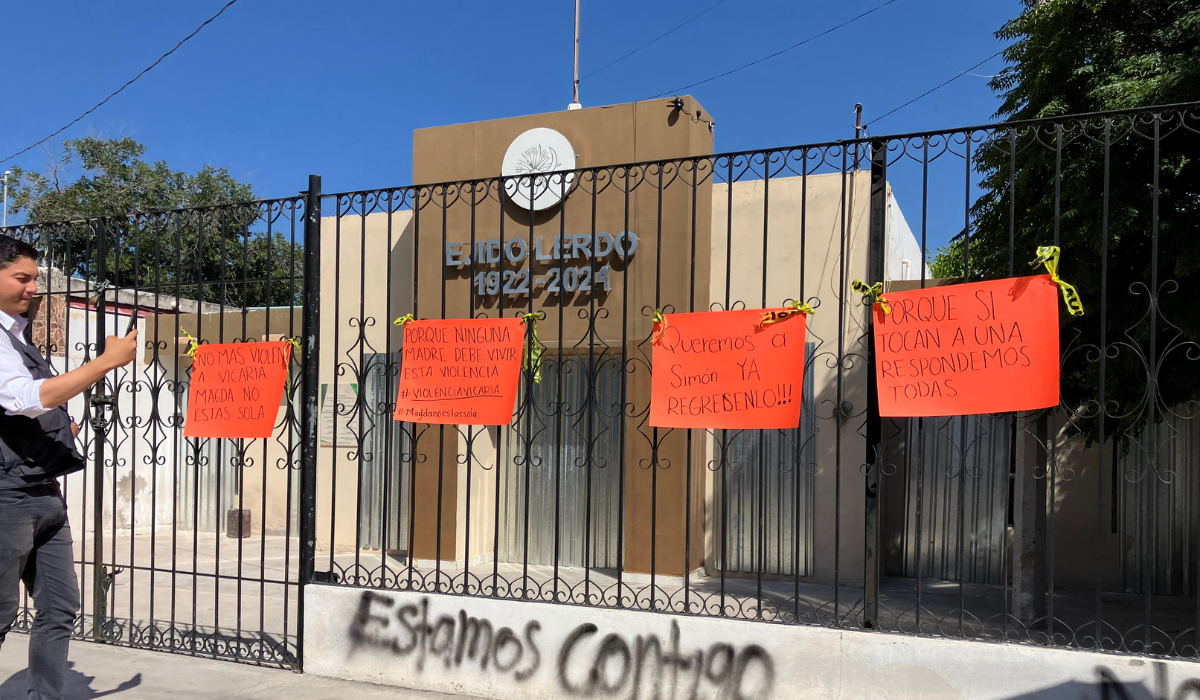 EJIDO LERDO
1922-2024
NO MAS VIOLEN
A VICARIA
MAGDA NO
ESTAS SOLA
PORQUE NINGUNA
MADRE DEBE VIVIR
ESTA VIOLENCIA
#VIOLENCIAVICARIA
#Magdanoestassola
Queremos a
Simón YA
REGRESENLO!!!
PORQUE SI
TOCAN A UNA
RESPONDEMOS
TODAS.
Estamos Contigo
No